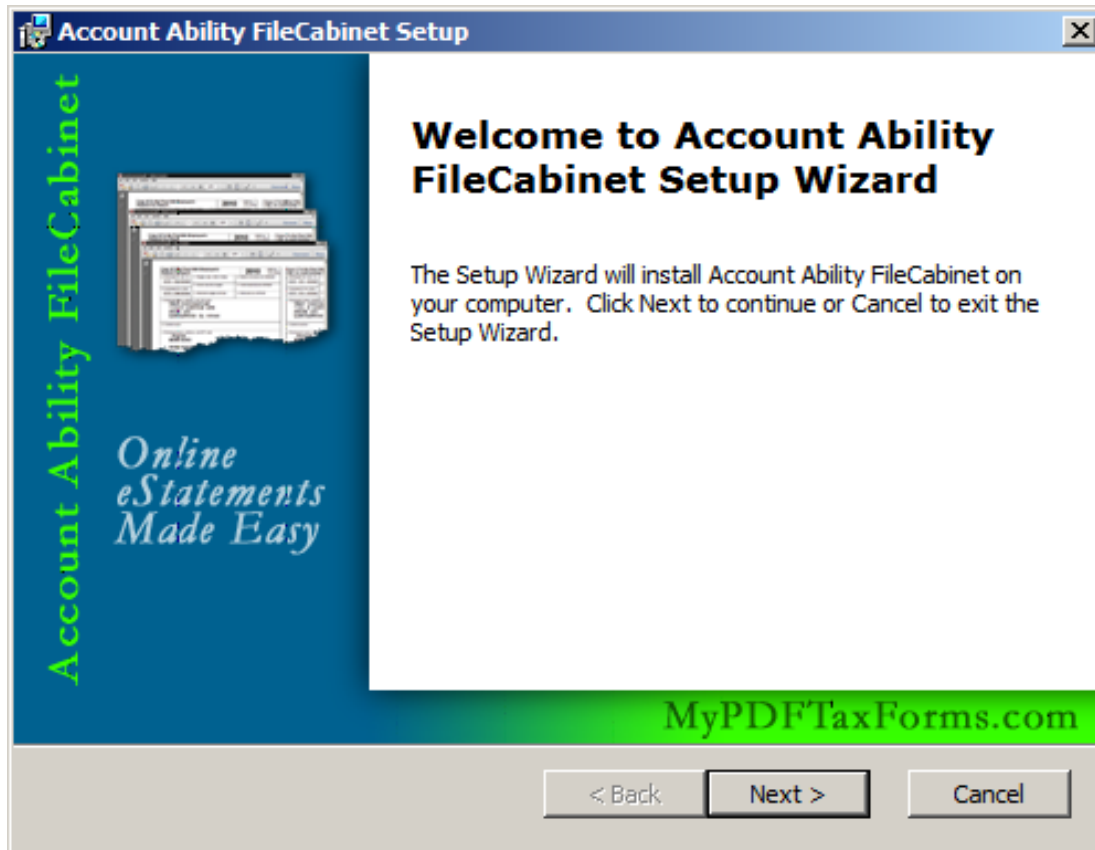 Account Ability FileCabinet Setup
Account Ability FileCabinet
Online
eStatements
Made Easy
Welcome to Account Ability
FileCabinet Setup Wizard
The Setup Wizard will install Account Ability FileCabinet on
your computer. Click Next to continue or Cancel to exit the
Setup Wizard.
MyPDFTaxForms.com
< Back
Next >
Cancel